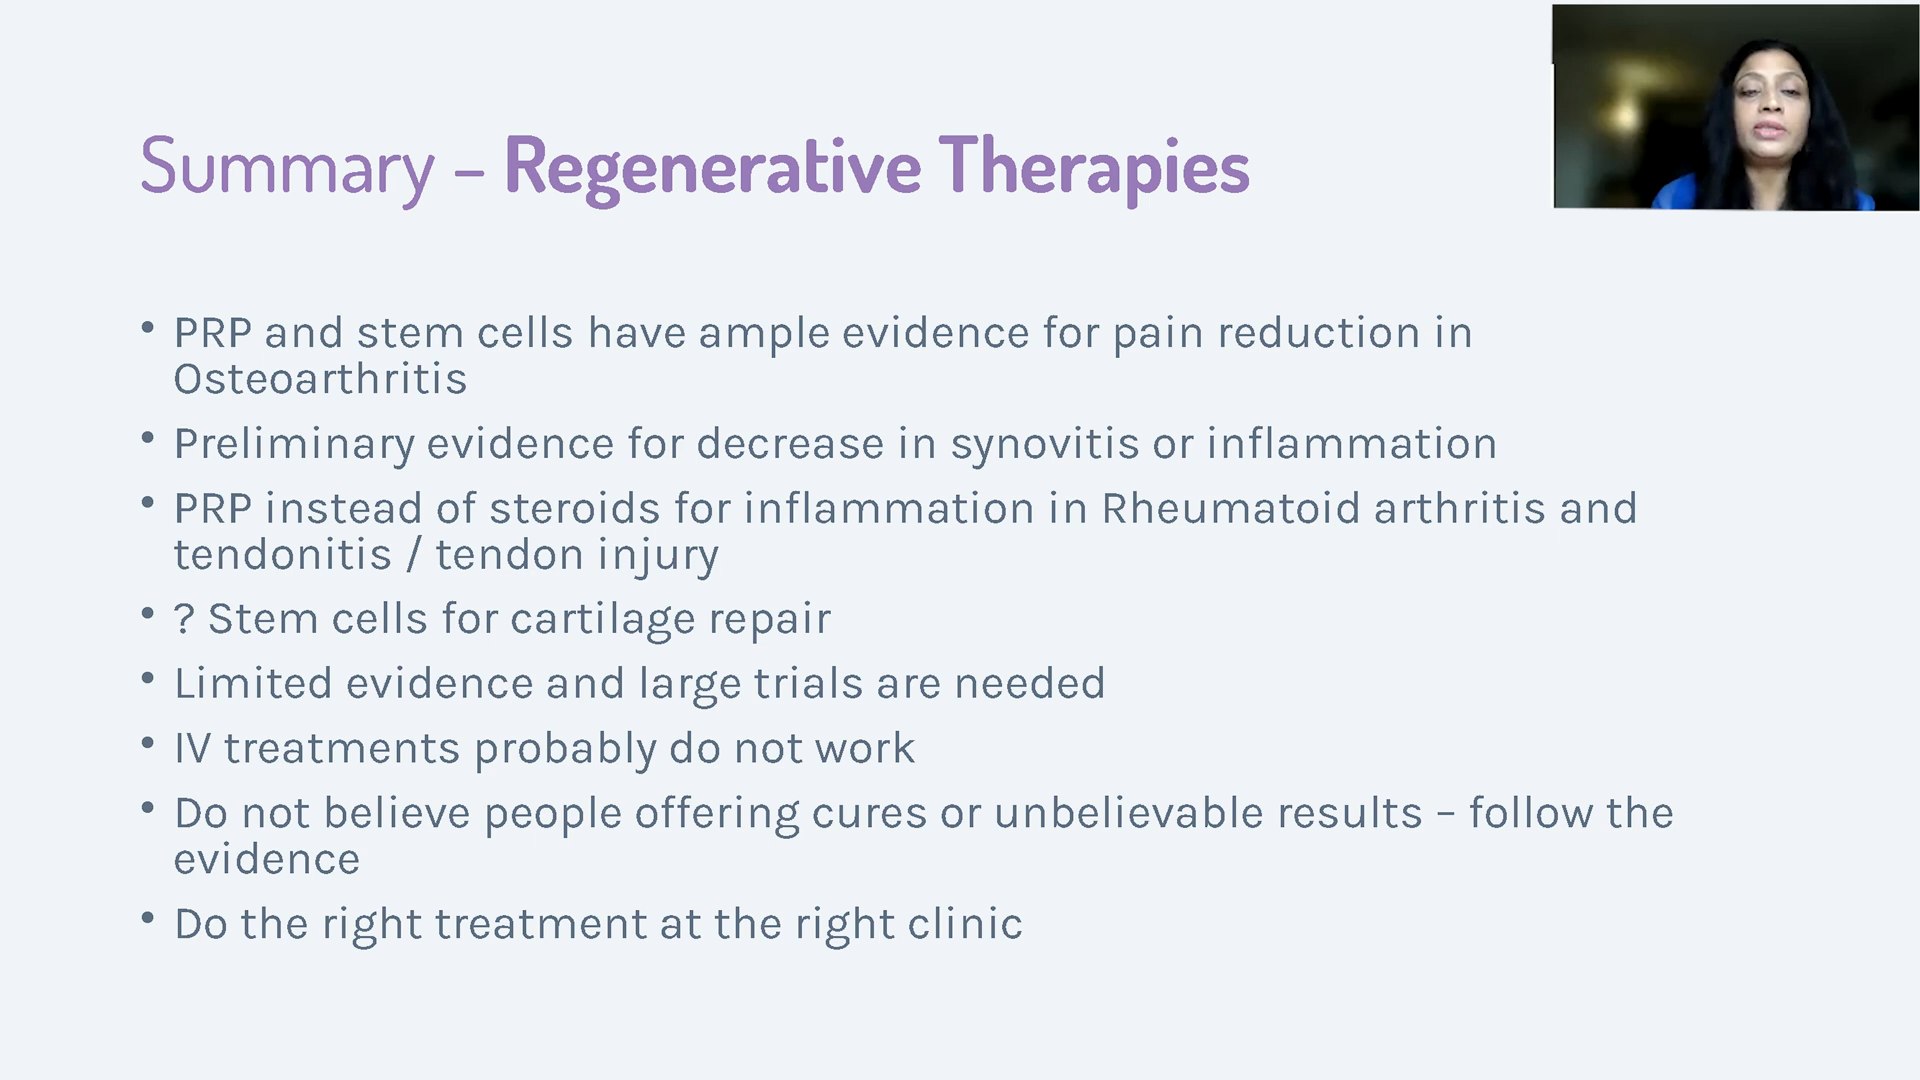 Summary – Regenerative Therapies
• PRP and stem cells have ample evidence for pain reduction in
Osteoarthritis
• Preliminary evidence for decrease in synovitis or inflammation
• PRP instead of steroids for inflammation in Rheumatoid arthritis and
tendonitis / tendon injury
• ? Stem cells for cartilage repair
• Limited evidence and large trials are needed
• IV treatments probably do not work
• Do not believe people offering cures or unbelievable results – follow the
evidence
• Do the right treatment at the right clinic